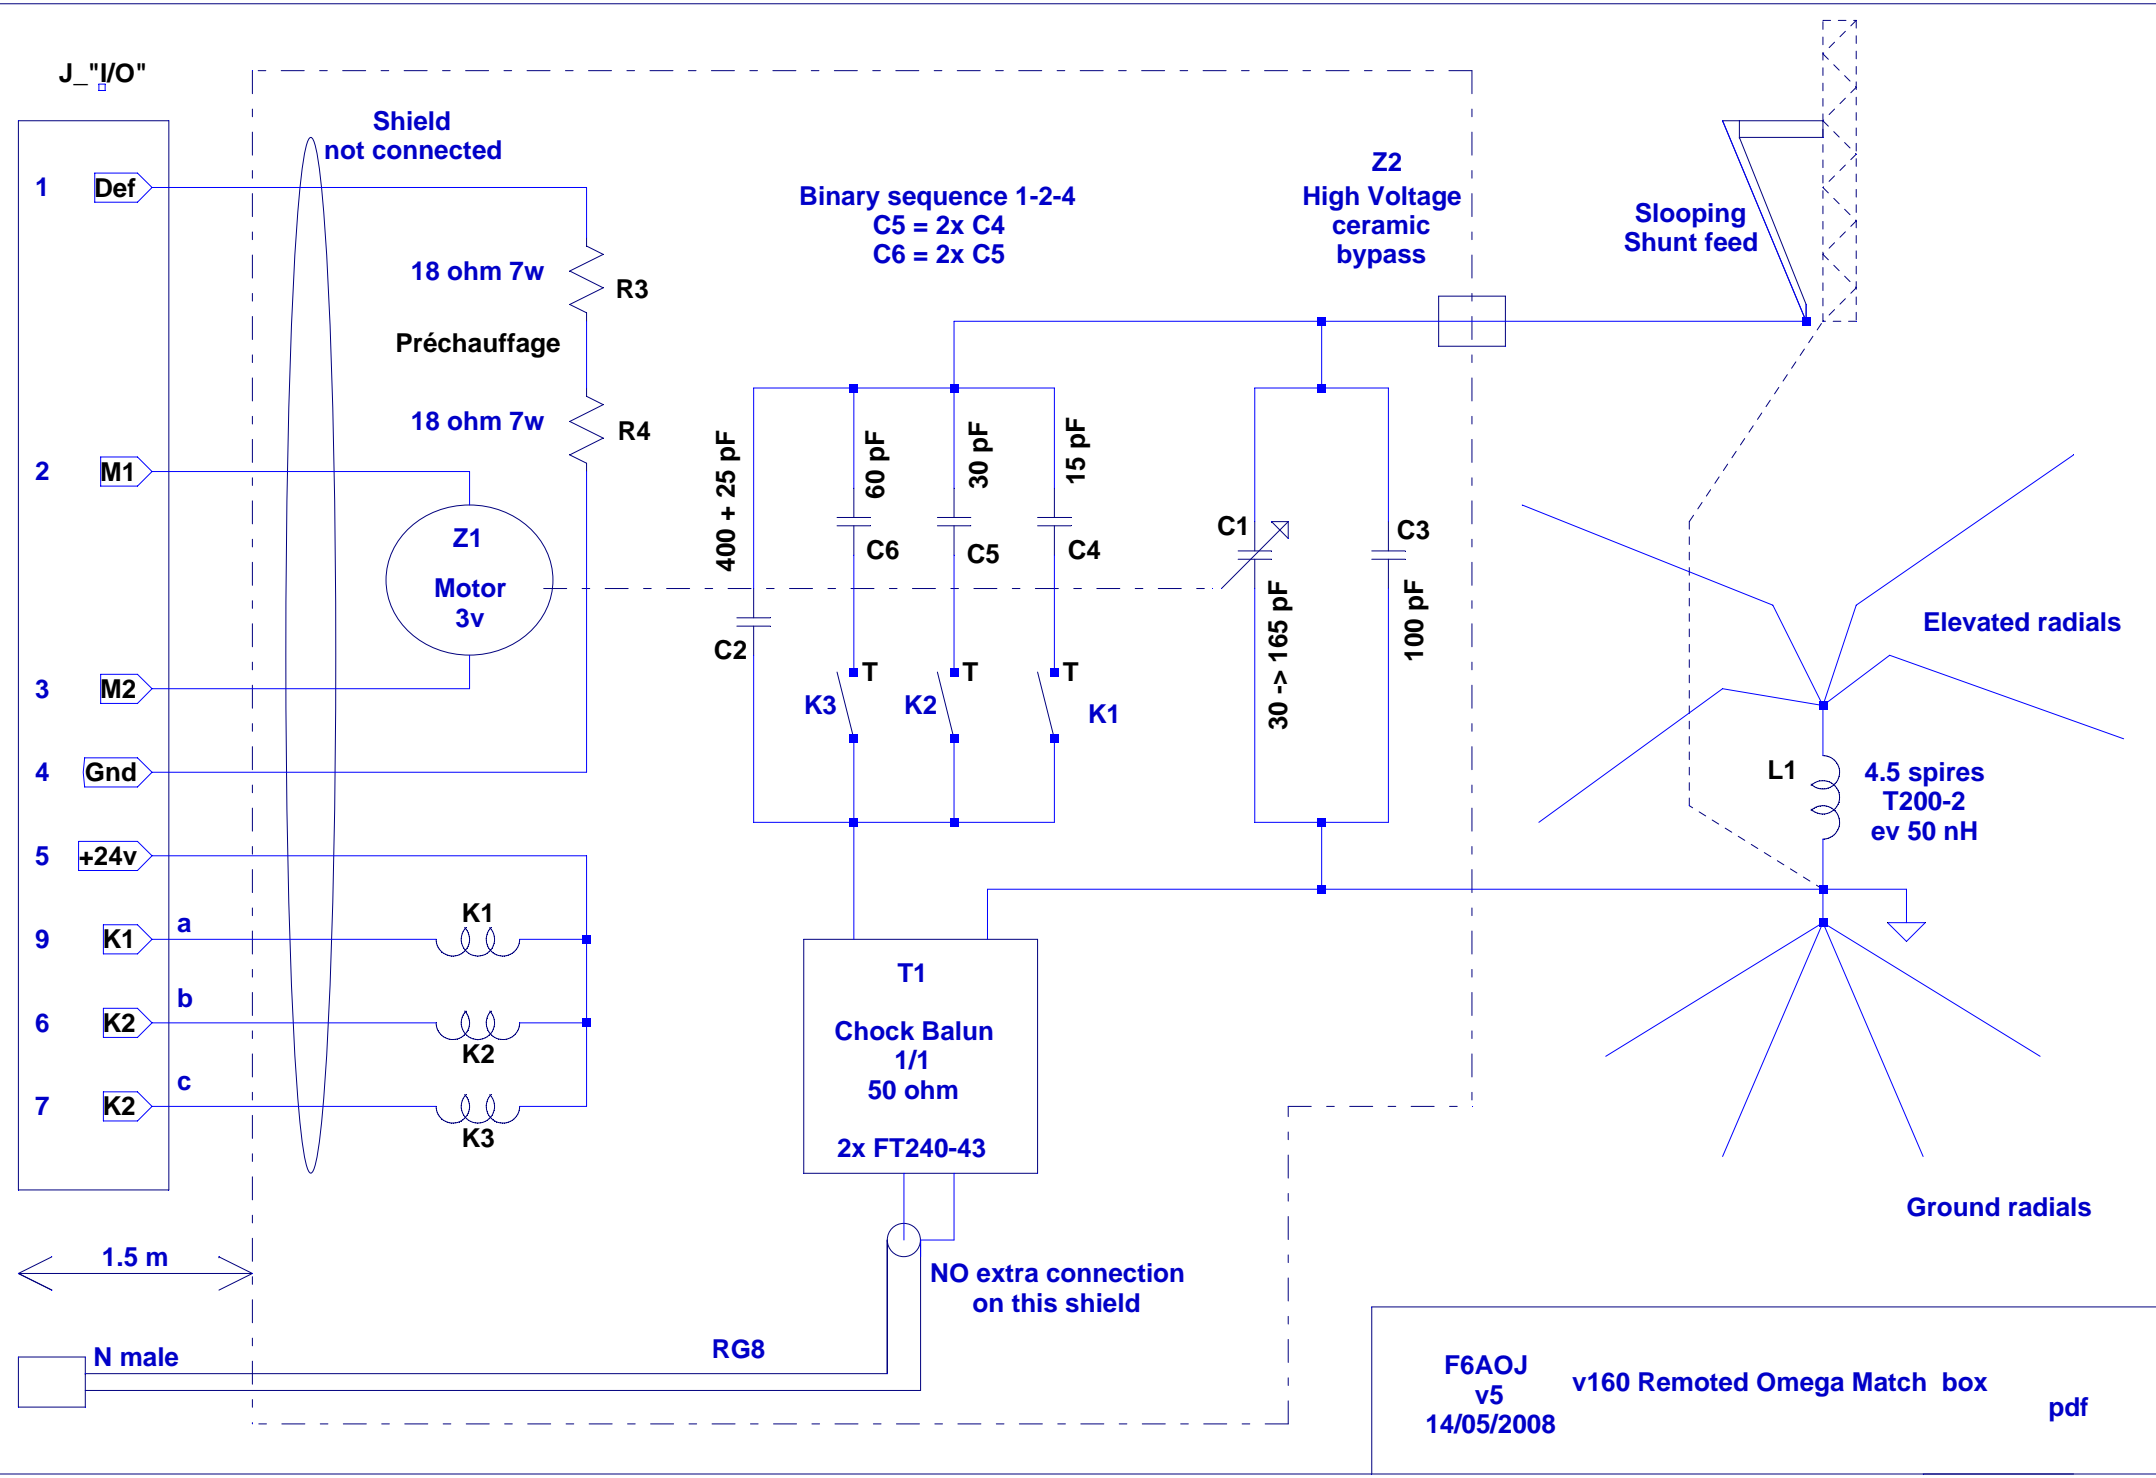 J_"I/O"
Shield
not connected
1 Def
18 ohm 7w
R3
Préchauffage
18 ohm 7w
R4
2 M1
Z1
Motor
3v
3 M2
4 Gnd
5 +24v
a
9 K1
K1
b
6 K2
K2
c
7 K2
K3
1.5 m
N male
RG8
Binary sequence 1-2-4
C5 = 2x C4
C6 = 2x C5
400 + 25 pF
C2
60 pF
C6
30 pF
C5
15 pF
C4
T
K3
T
K2
T
K1
C1
30 -> 165 pF
C3
100 pF
Z2
High Voltage
ceramic
bypass
T1
Chock Balun
1/1
50 ohm
2x FT240-43
NO extra connection
on this shield
Slooping
Shunt feed
Elevated radials
L1
4.5 spires
T200-2
ev 50 nH
Ground radials
F6AOJ
v5
14/05/2008
v160 Remoted Omega Match box
pdf